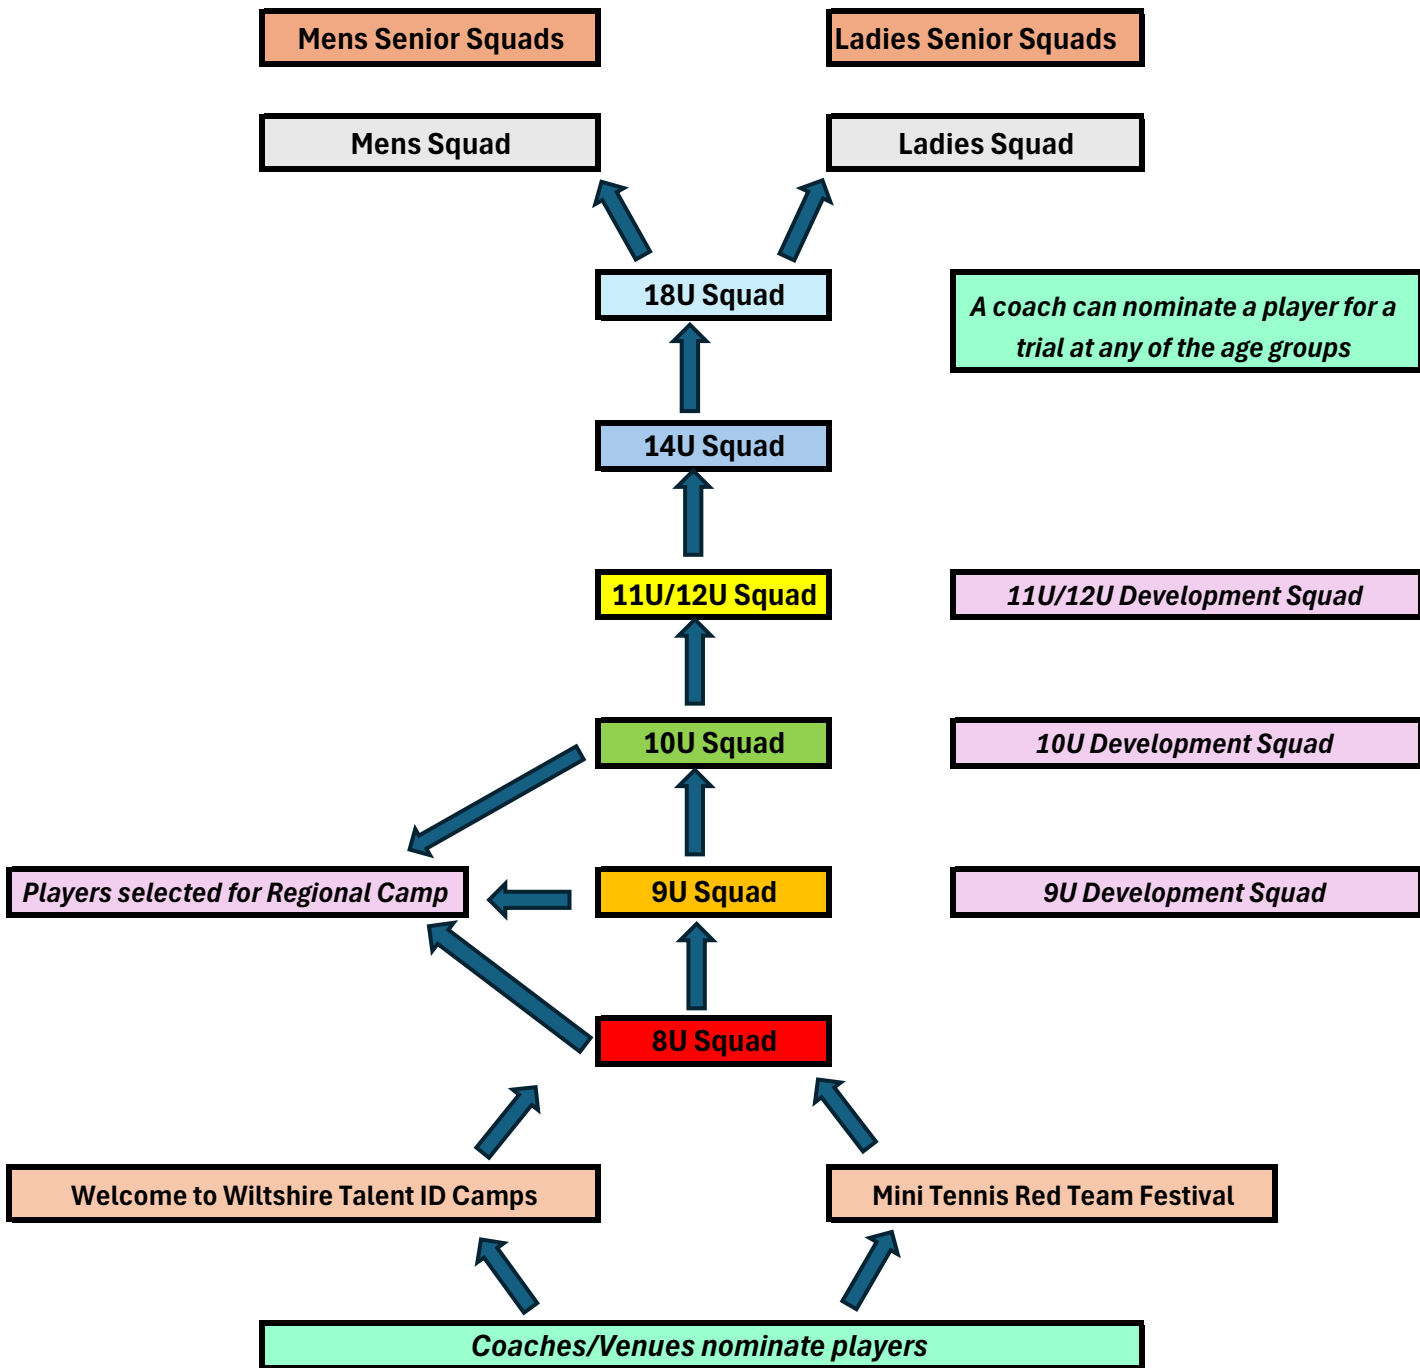 Mens Senior Squads
Ladies Senior Squads
Mens Squad
Ladies Squad
18U Squad
A coach can nominate a player for a
trial at any of the age groups
14U Squad
11U/12U Squad
11U/12U Development Squad
10U Squad
10U Development Squad
Players selected for Regional Camp
9U Squad
9U Development Squad
8U Squad
Welcome to Wiltshire Talent ID Camps
Mini Tennis Red Team Festival
Coaches/Venues nominate players